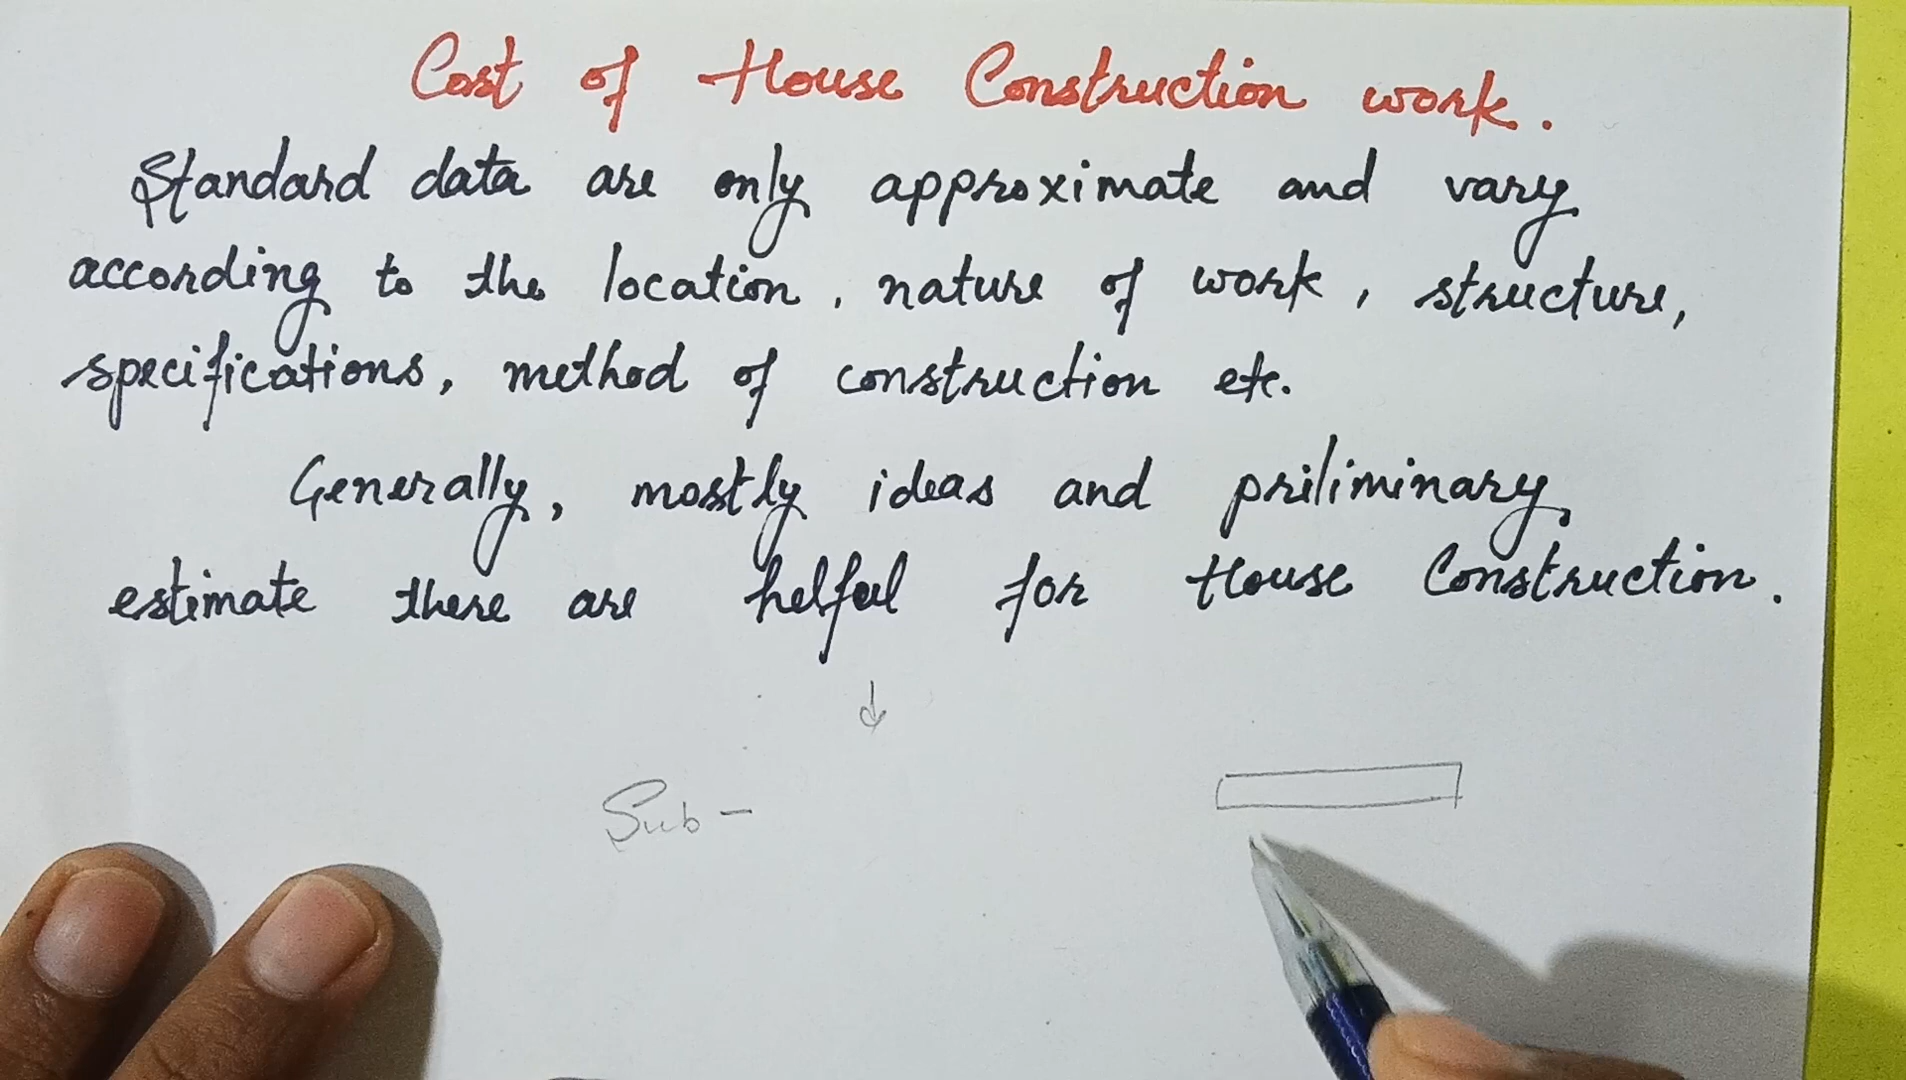 Cost of House Construction work.
Standard data are only approximate and vary
according to the location, nature of work, structure,
specifications, method of construction etc.
Generally, mostly ideas and priliminary
estimate there are helful for House Construction.
Sub-